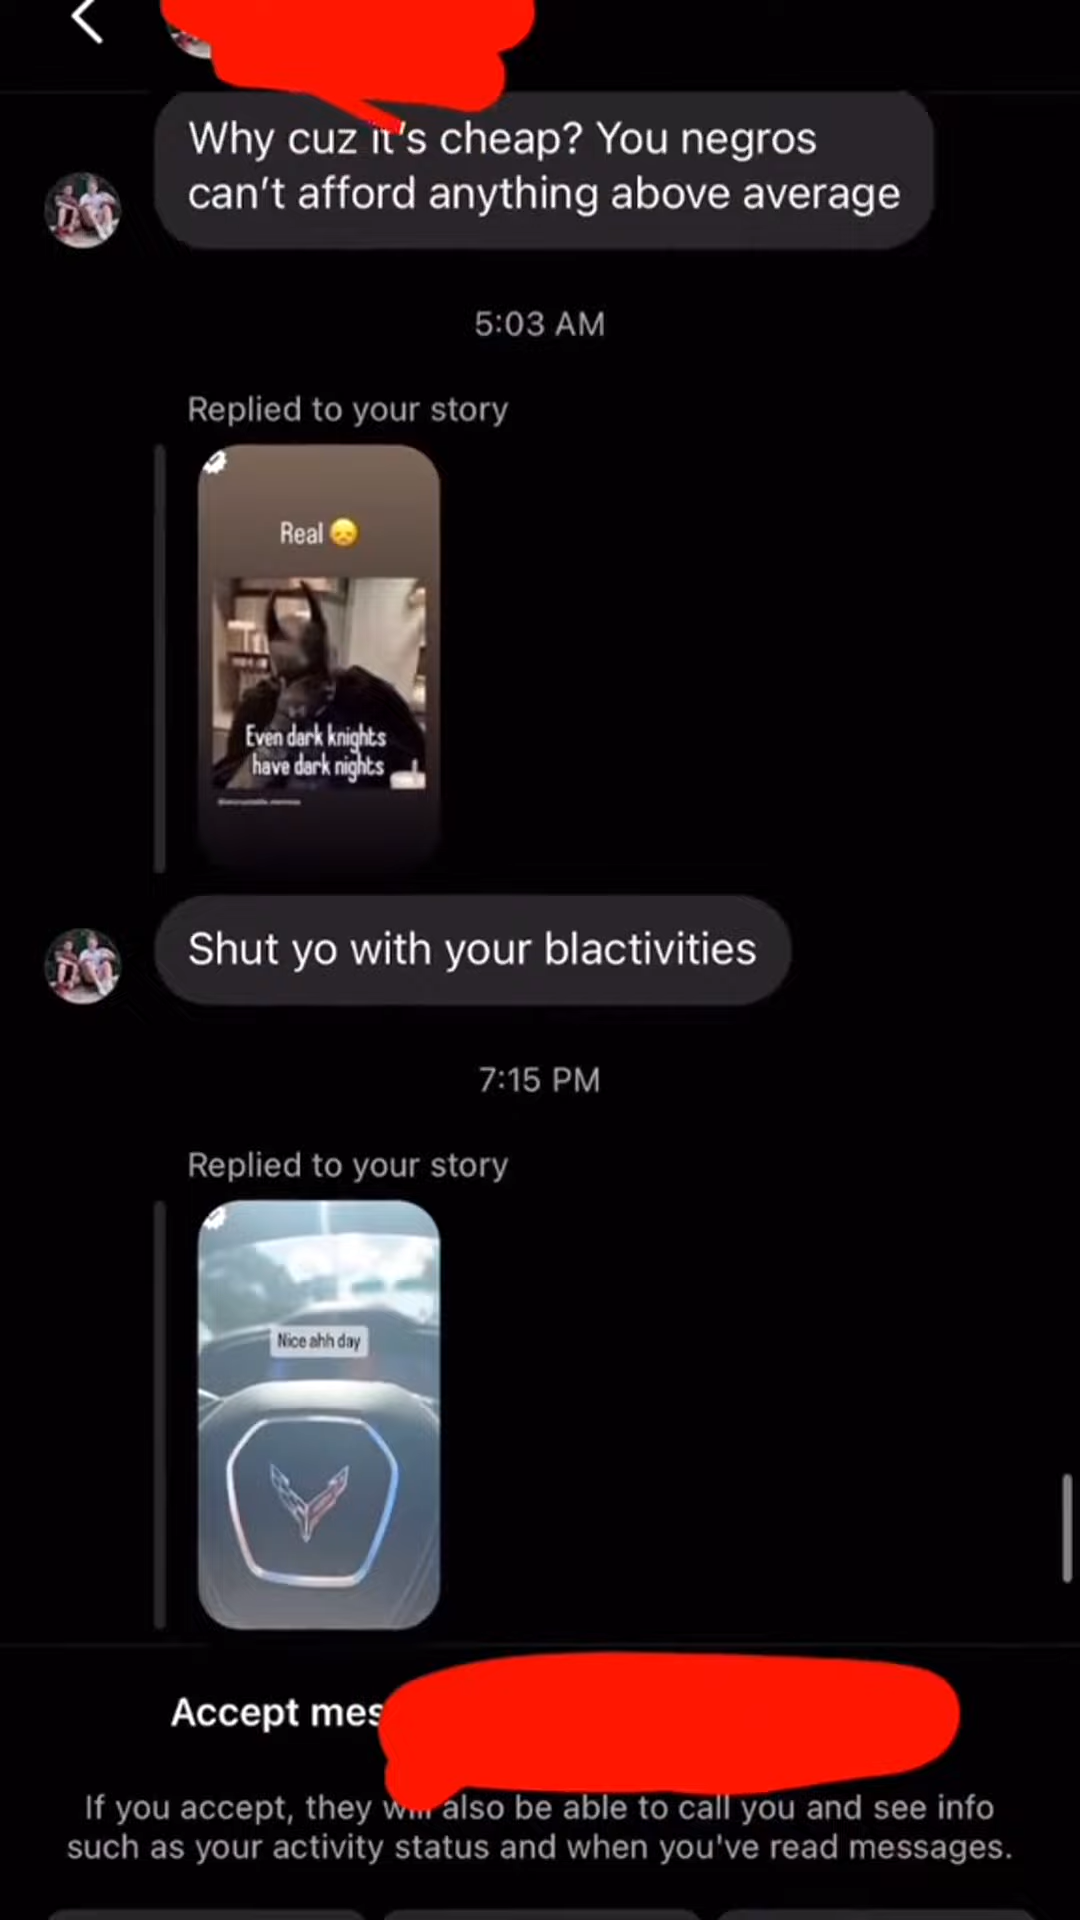 Why cuz it's cheap? You negros
can't afford anything above average
5:03 AM
Replied to your story
Real
Even dark knights
have dark nights
Shut yo with your blactivities
7:15 PM
Replied to your story
Nice ahh day
Accept mes
If you accept, they will also be able to call you and see info
such as your activity status and when you've read messages.